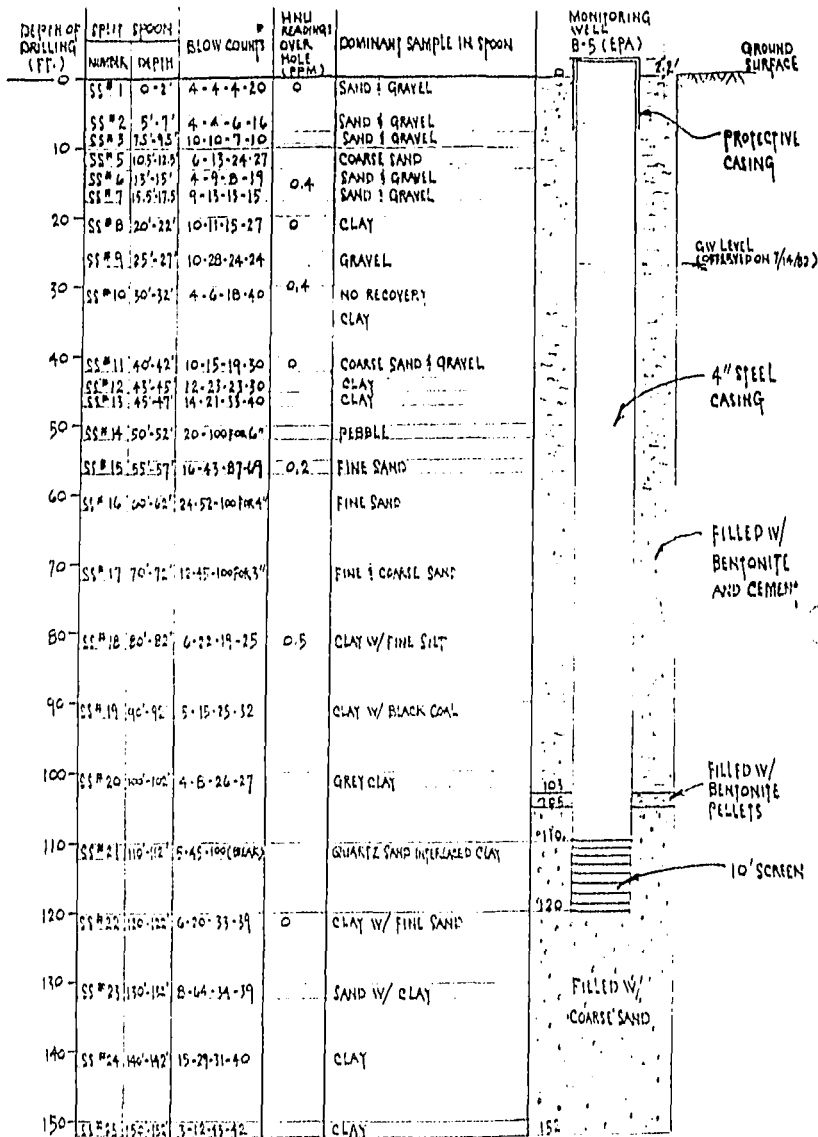 DEPTH OF DRILLING (FT.)
SPLIT SPOON
NUMBER DEPTH
BLOW COUNTS
HNU READINGS OVER HOLE (PPM)
DOMINANT SAMPLE IN SPOON
MONITORING WELL B-5 (EPA)
GROUND SURFACE
0
SS#1 0-2' 4-4-4-20 0 SAND & GRAVEL
SS#2 5'-7' 4-4-6-16 SAND & GRAVEL
SS#3 7.5'-9.5' 10-10-7-10 SAND & GRAVEL
PROTECTIVE CASING
10
SS#5 10.5'-12.5' 6-13-24-27 COARSE SAND
SS#6 13'-15' 4-9-8-19 SAND & GRAVEL
0.4
SS#7 15.5'-17.5 9-13-13-15 SAND & GRAVEL
20
SS#8 20'-22' 10-11-15-27 0 CLAY
SS#9 25'-27' 10-28-24-24 GRAVEL
GW LEVEL (OBSERVED ON 7/14/82)
30
0.4
SS#10 30'-32' 4-6-18-40 NO RECOVERY
CLAY
40
SS#11 40'-42' 10-15-19-30 0 COARSE SAND & GRAVEL
SS#12 43'-45' 12-23-23-30 CLAY
SS#13 45'-47' 14-21-33-40 CLAY
4" STEEL CASING
50
SS#14 50'-52' 20-100 FOR 6" PEBBLE
SS#15 55'-57' 16-43-87-69 0.2 FINE SAND
60
SS#16 60'-62' 24-52-100 FOR 4" FINE SAND
FILLED W/ BENTONITE AND CEMENT
70
SS#17 70'-72' 12-45-100 FOR 3" FINE & COARSE SAND
80
SS#18 80'-82' 6-22-19-25 0.5 CLAY W/ FINE SILT
90
SS#19 90'-92 5-15-25-32 CLAY W/ BLACK COAL
100
SS#20 100'-102' 4-8-26-27 GREY CLAY
103
105
FILLED W/ BENTONITE PELLETS
110
110
SS#21 110'-112' 5-45-100 (BREAK) QUARTZ SAND INTERLACED CLAY
10' SCREEN
120
120
SS#22 120-122' 6-20-33-39 0 CLAY W/ FINE SAND
130
SS#23 130'-132' 8-64-34-39 SAND W/ CLAY
FILLED W/ COARSE SAND
140
SS#24 140'-142' 15-29-31-40 CLAY
150
SS#25 150'-152' 3-12-43-42 CLAY
152